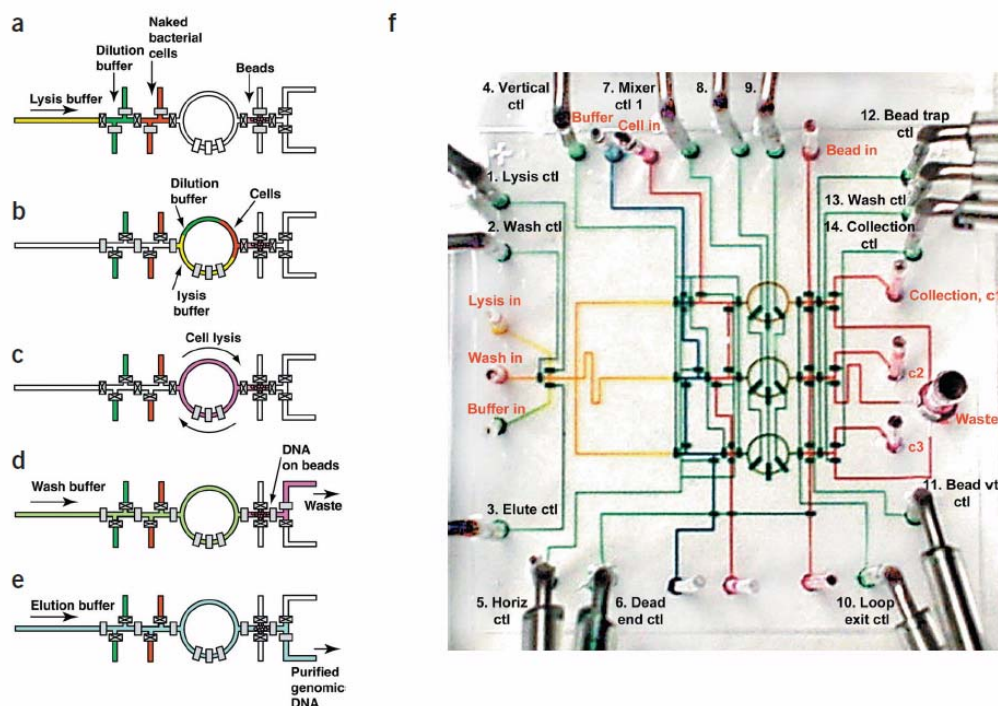 a
Naked
bacterial
cells
Dilution
buffer
Lysis buffer
Beads
b
Dilution
buffer
Cells
lysis
buffer
c
Cell lysis
d
Wash buffer
DNA
on beads
Waste
e
Elution buffer
Purified
genomic
DNA
f
4. Vertical
ctl
7. Mixer
ctl 1
8.
9.
12. Bead trap
ctl
Buffer
Cell in
Bead in
1. Lysis ctl
13. Wash ctl
2. Wash ctl
14. Collection
ctl
Lysis in
Collection, c1
Wash in
c2
Buffer in
Waste
c3
3. Elute ctl
11. Bead vt
ctl
5. Horiz
ctl
6. Dead
end ctl
10. Loop
exit ctl